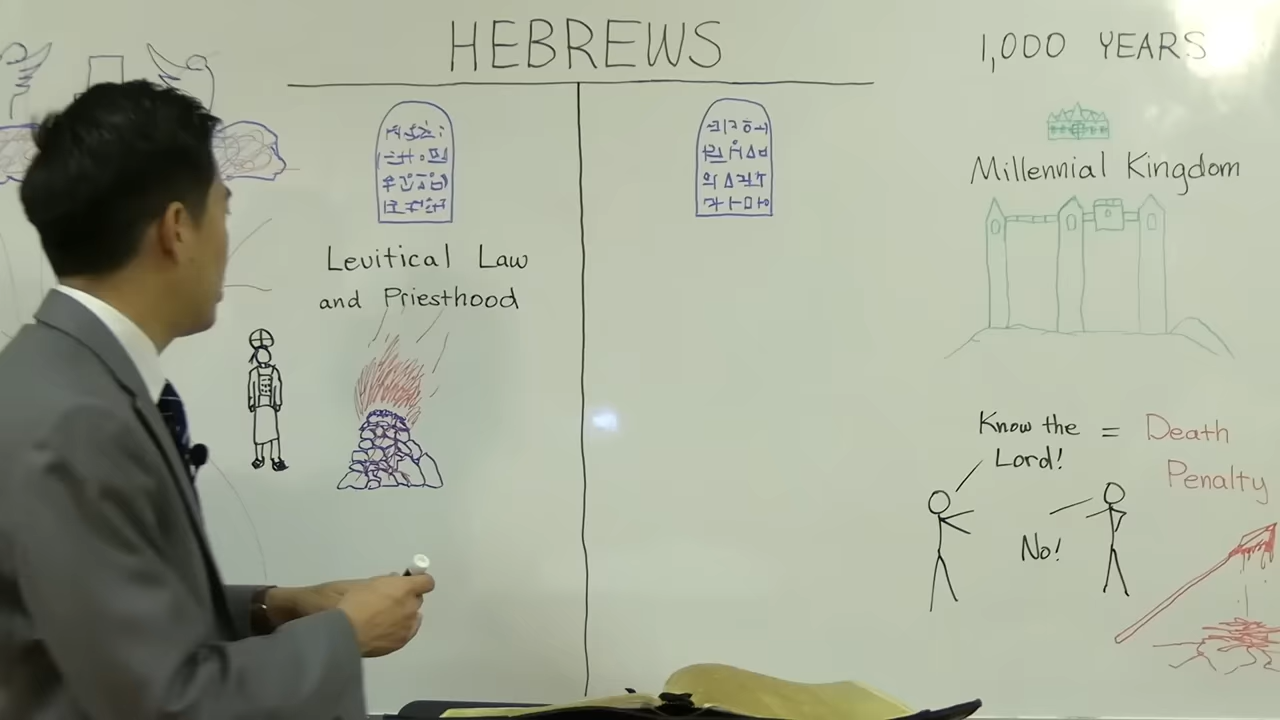 HEBREWS
Levitical Law
and Priesthood
1,000 YEARS
Millennial Kingdom
Know the
Lord!
= Death
Penalty
No!